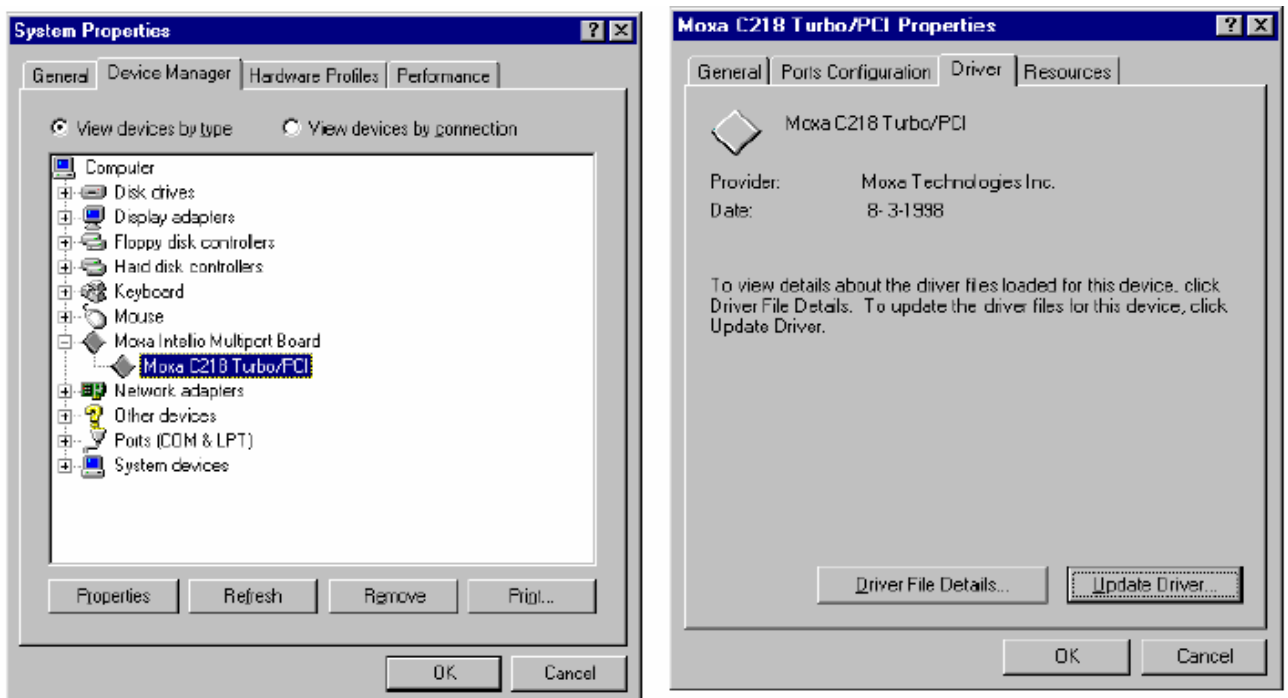 System Properties
General Device Manager Hardware Profiles Performance
View devices by type View devices by connection
Computer
Disk drives
Display adapters
Floppy disk controllers
Hard disk controllers
Keyboard
Mouse
Moxa Intellio Multiport Board
Moxa C218 Turbo/PCI
Network adapters
Other devices
Ports (COM & LPT)
System devices
Properties Refresh Remove Print...
OK Cancel
Moxa C218 Turbo/PCI Properties
General Ports Configuration Driver Resources
Moxa C218 Turbo/PCI
Provider: Moxa Technologies Inc.
Date: 8- 3-1998
To view details about the driver files loaded for this device, click
Driver File Details. To update the driver files for this device, click
Update Driver.
Driver File Details... Update Driver...
OK Cancel